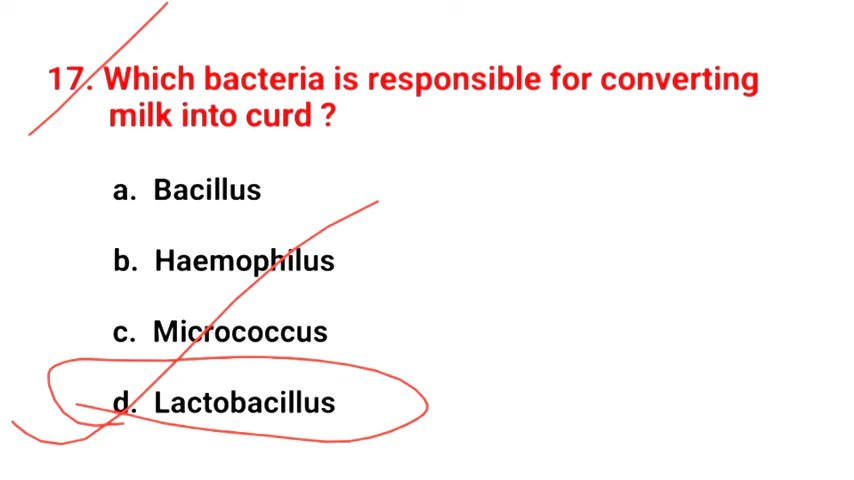 17. Which bacteria is responsible for converting
milk into curd ?
a. Bacillus
b. Haemophilus
c. Micrococcus
d. Lactobacillus